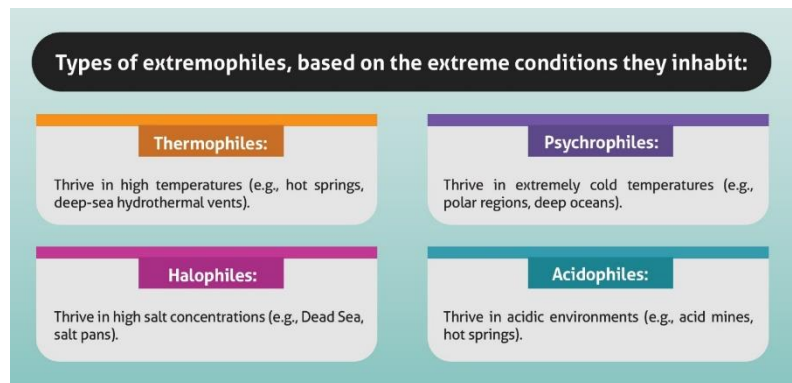 Types of extremophiles, based on the extreme conditions they inhabit:
Thermophiles:
Thrive in high temperatures (e.g., hot springs,
deep-sea hydrothermal vents).
Psychrophiles:
Thrive in extremely cold temperatures (e.g.,
polar regions, deep oceans).
Halophiles:
Thrive in high salt concentrations (e.g., Dead Sea,
salt pans).
Acidophiles:
Thrive in acidic environments (e.g., acid mines,
hot springs).